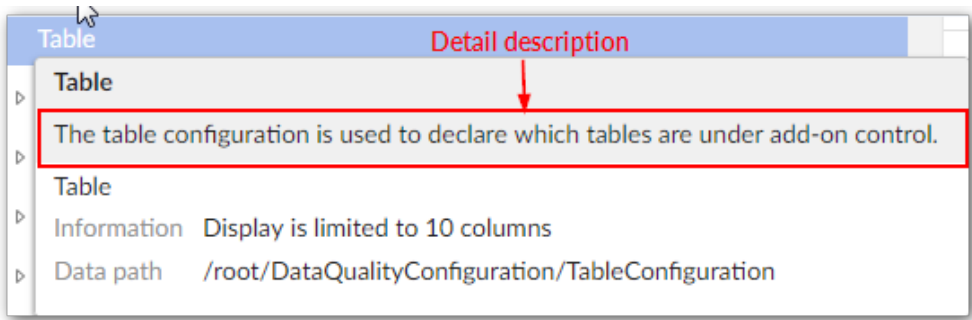 Table
Detail description
Table
The table configuration is used to declare which tables are under add-on control.
Table
Information Display is limited to 10 columns
Data path /root/DataQualityConfiguration/TableConfiguration